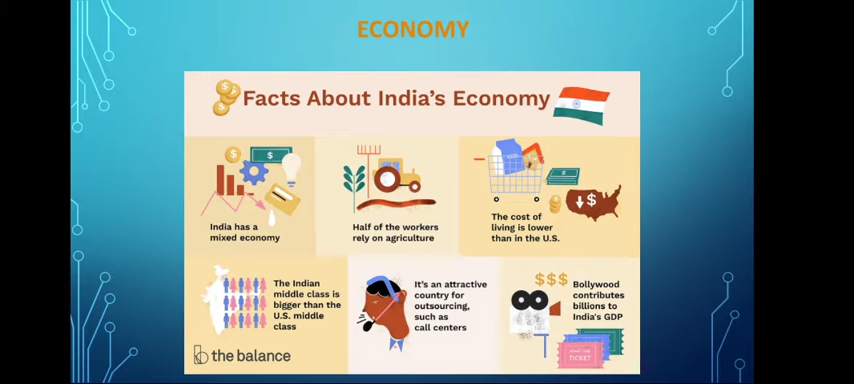 ECONOMY
Facts About India's Economy
India has a
mixed economy
Half of the workers
rely on agriculture
The cost of
living is lower
than in the U.S.
The Indian
middle class is
bigger than the
U.S. middle
class
It's an attractive
country for
outsourcing,
such as
call centers
$$$
Bollywood
contributes
billions to
India's GDP
TICKET
the balance